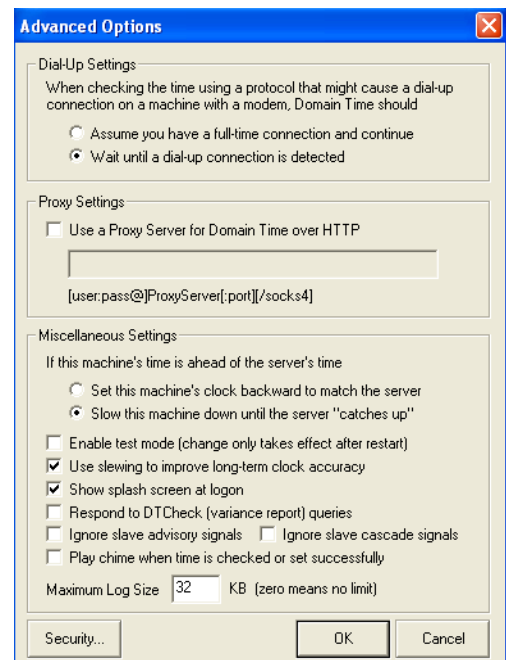 Advanced Options
Dial-Up Settings
When checking the time using a protocol that might cause a dial-up
connection on a machine with a modem, Domain Time should
Assume you have a full-time connection and continue
Wait until a dial-up connection is detected
Proxy Settings
Use a Proxy Server for Domain Time over HTTP
[user:pass@]ProxyServer[:port][/socks4]
Miscellaneous Settings
If this machine's time is ahead of the server's time
Set this machine's clock backward to match the server
Slow this machine down until the server "catches up"
Enable test mode (change only takes effect after restart)
Use slewing to improve long-term clock accuracy
Show splash screen at logon
Respond to DTCheck (variance report) queries
Ignore slave advisory signals Ignore slave cascade signals
Play chime when time is checked or set successfully
Maximum Log Size 32 KB (zero means no limit)
Security... OK Cancel